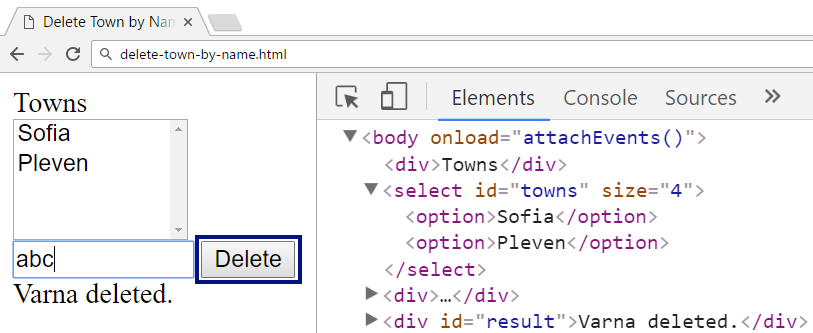 Delete Town by Nam
delete-town-by-name.html
Towns
Sofia
Pleven
abc
Delete
Varna deleted.
Elements Console Sources
<body onload="attachEvents()">
<div>Towns</div>
<select id="towns" size="4">
<option>Sofia</option>
<option>Pleven</option>
</select>
<div>…</div>
<div id="result">Varna deleted.</div>